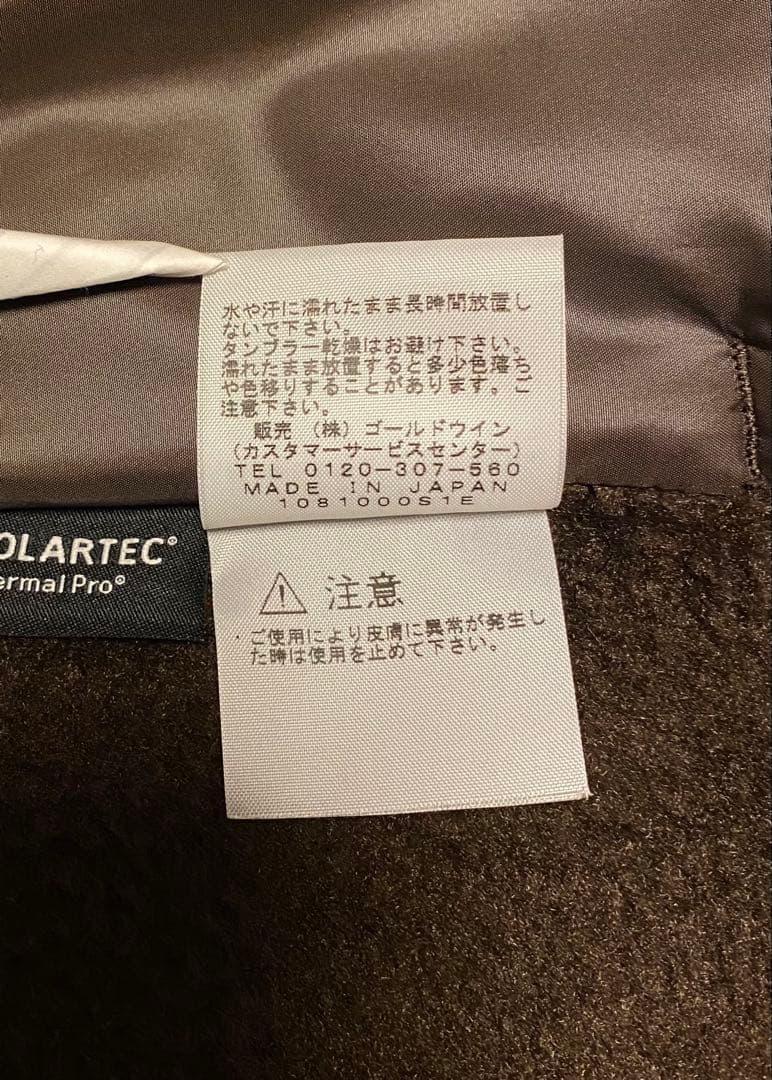 水や汗に濡れたまま長時間放置し
ないで下さい。
タンブラー乾燥はお避け下さい。
濡れたまま放置すると多少色落ち
や色移りすることがあります。ご
注意下さい。
販売 (株) ゴールドウイン
(カスタマーサービスセンター)
TEL 0120-307-560
MADE IN JAPAN
1081000S1E
OLARTEC®
ermal Pro®
注意
・ご使用により皮膚に異常が発生し
た時は使用を止めて下さい。